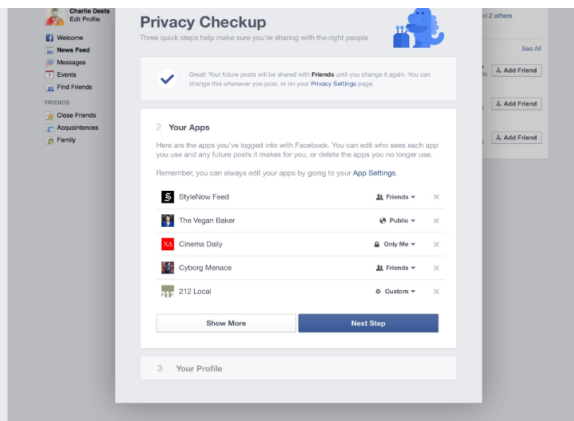 Charlie Deets
Edit Profile
Welcome
News Feed
Messages
Events
Find Friends
FRIENDS
Close Friends
Acquaintances
Family
Privacy Checkup
Three quick steps help make sure you're sharing with the right people
Great! Your future posts will be shared with Friends until you change it again. You can
change this whenever you post, or on your Privacy Settings page.
2 Your Apps
Here are the apps you've logged into with Facebook. You can edit who sees each app
you use and any future posts it makes for you, or delete the apps you no longer use.
Remember, you can always edit your apps by going to your App Settings.
StyleNow Feed Friends
The Vegan Baker Public
Cinema Daily Only Me
Cyborg Menace Friends
212 Local Custom
Show More Next Step
3 Your Profile
2 others
See All
Add Friend
Add Friend
Add Friend